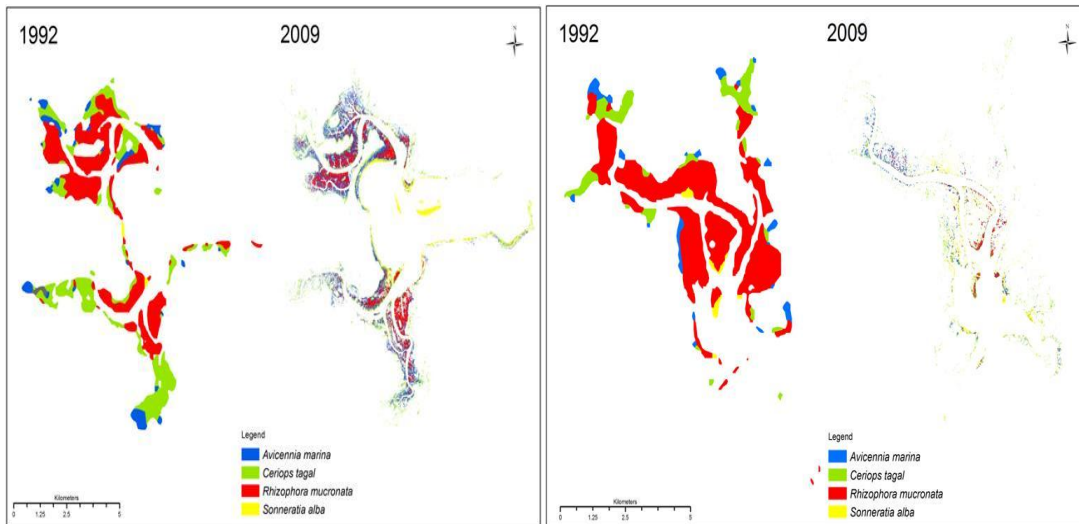 1992
2009
N
Legend
Avicennia marina
Ceriops tagal
Rhizophora mucronata
Sonneratia alba
Kilometers
0 1.25 2.5 5
1992
2009
N
Legend
Avicennia marina
Ceriops tagal
Rhizophora mucronata
Sonneratia alba
Kilometers
0 1.25 2.5 5